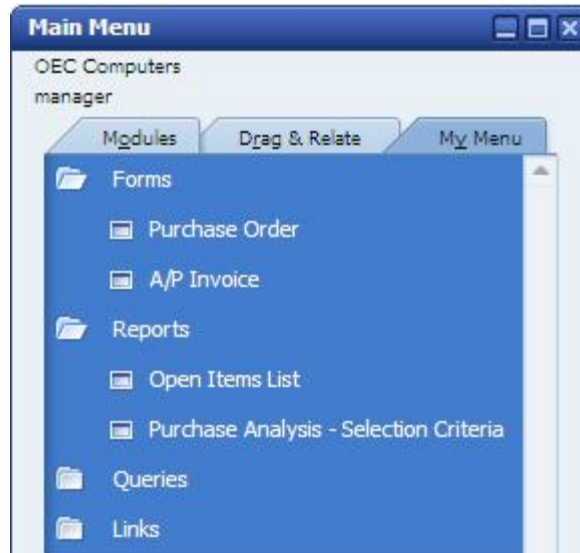 Main Menu
OEC Computers
manager
Modules Drag & Relate My Menu
Forms
Purchase Order
A/P Invoice
Reports
Open Items List
Purchase Analysis - Selection Criteria
Queries
Links